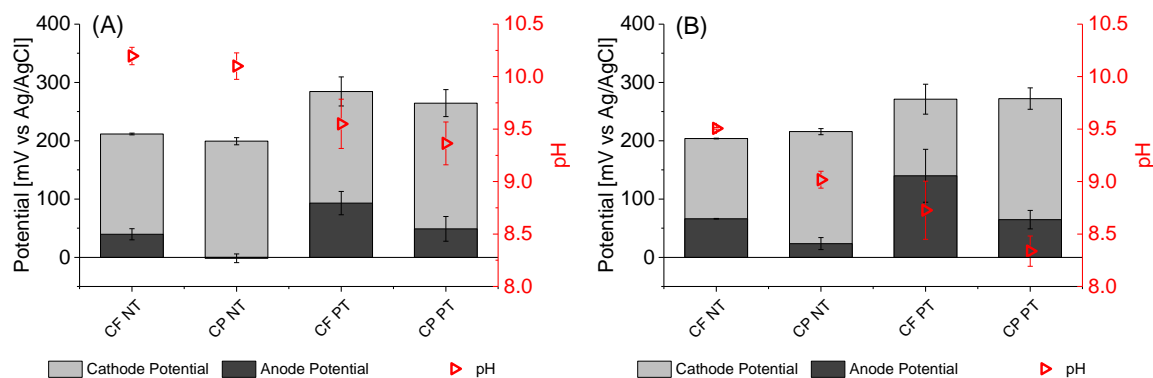 (A)
Potential [mV vs Ag/AgCl]
400
300
200
100
0
10.5
10.0
9.5
9.0
8.5
8.0
pH
CF NT
CP NT
CF PT
CP PT
Cathode Potential
Anode Potential
pH
(B)
Potential [mV vs Ag/AgCl]
400
300
200
100
0
10.5
10.0
9.5
9.0
8.5
8.0
pH
CF NT
CP NT
CF PT
CP PT
Cathode Potential
Anode Potential
pH